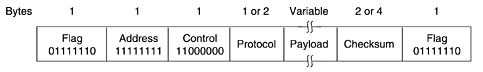 Bytes 1 1 1 1 or 2 Variable 2 or 4 1
Flag Address Control Protocol Payload Checksum Flag
01111110 11111111 11000000 01111110